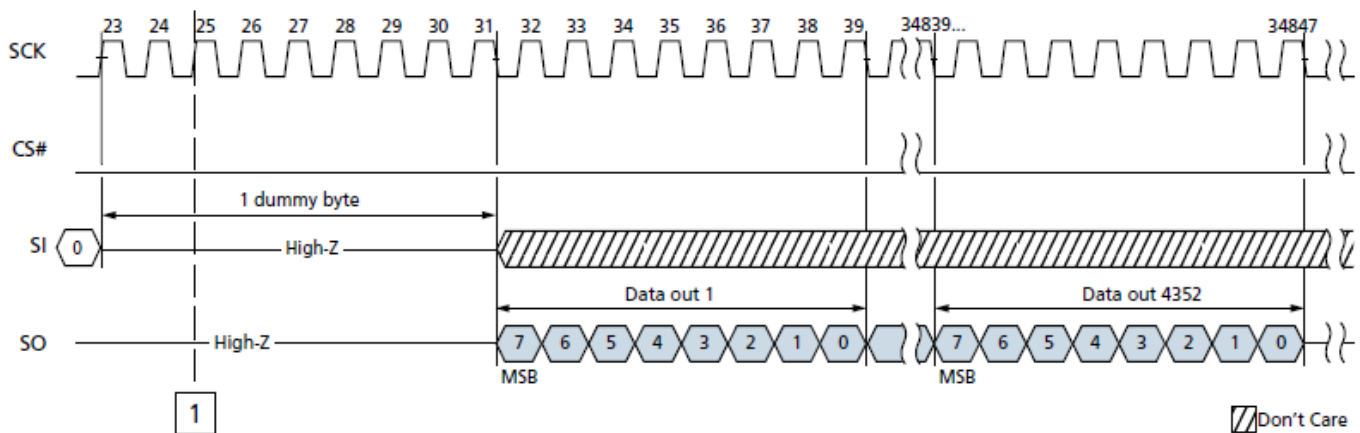 23 24 25 26 27 28 29 30 31 32 33 34 35 36 37 38 39 34839... 34847
SCK
CS#
1 dummy byte
SI 0 High-Z
Data out 1 Data out 4352
SO High-Z 7 6 5 4 3 2 1 0 7 6 5 4 3 2 1 0
MSB MSB
1
Don't Care